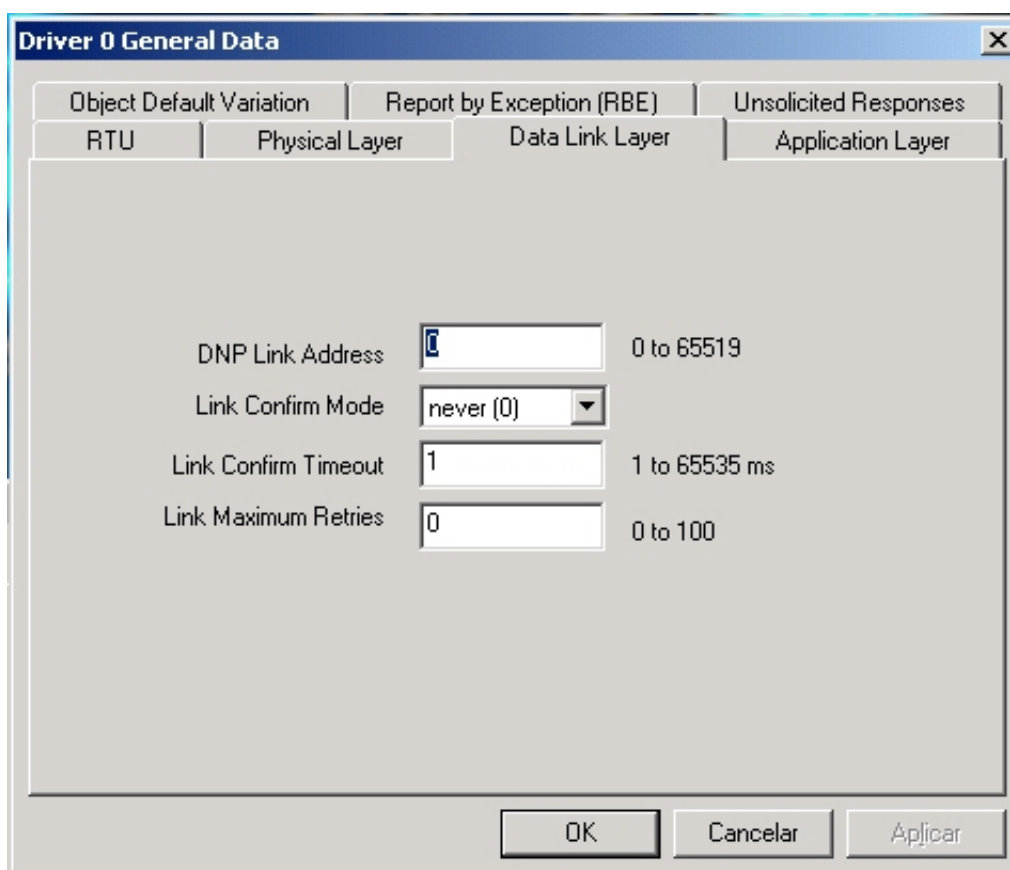 Driver 0 General Data
Object Default Variation Report by Exception (RBE) Unsolicited Responses
RTU Physical Layer Data Link Layer Application Layer
DNP Link Address 0 0 to 65519
Link Confirm Mode never (0)
Link Confirm Timeout 1 1 to 65535 ms
Link Maximum Retries 0 0 to 100
OK Cancelar Aplicar